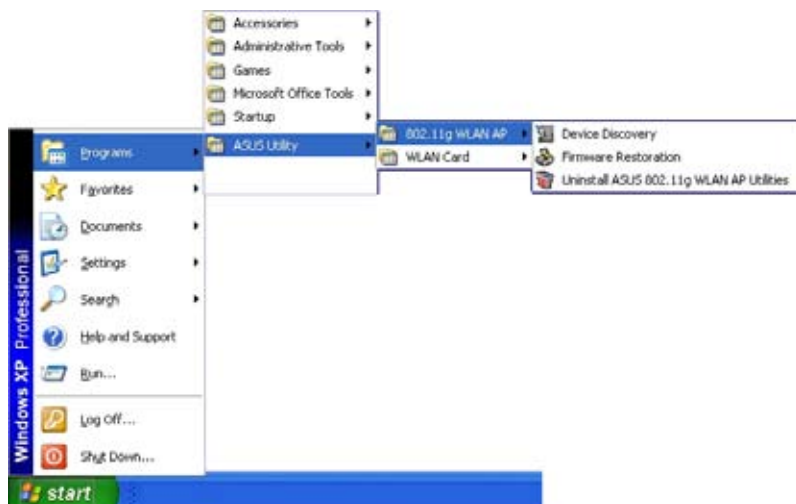 Accessories
Administrative Tools
Games
Microsoft Office Tools
Startup
ASUS Utility
802.11g WLAN AP
WLAN Card
Device Discovery
Firmware Restoration
Uninstall ASUS 802.11g WLAN AP Utilities
Programs
Favorites
Documents
Settings
Search
Help and Support
Run...
Log Off...
Shut Down...
Windows XP Professional
start